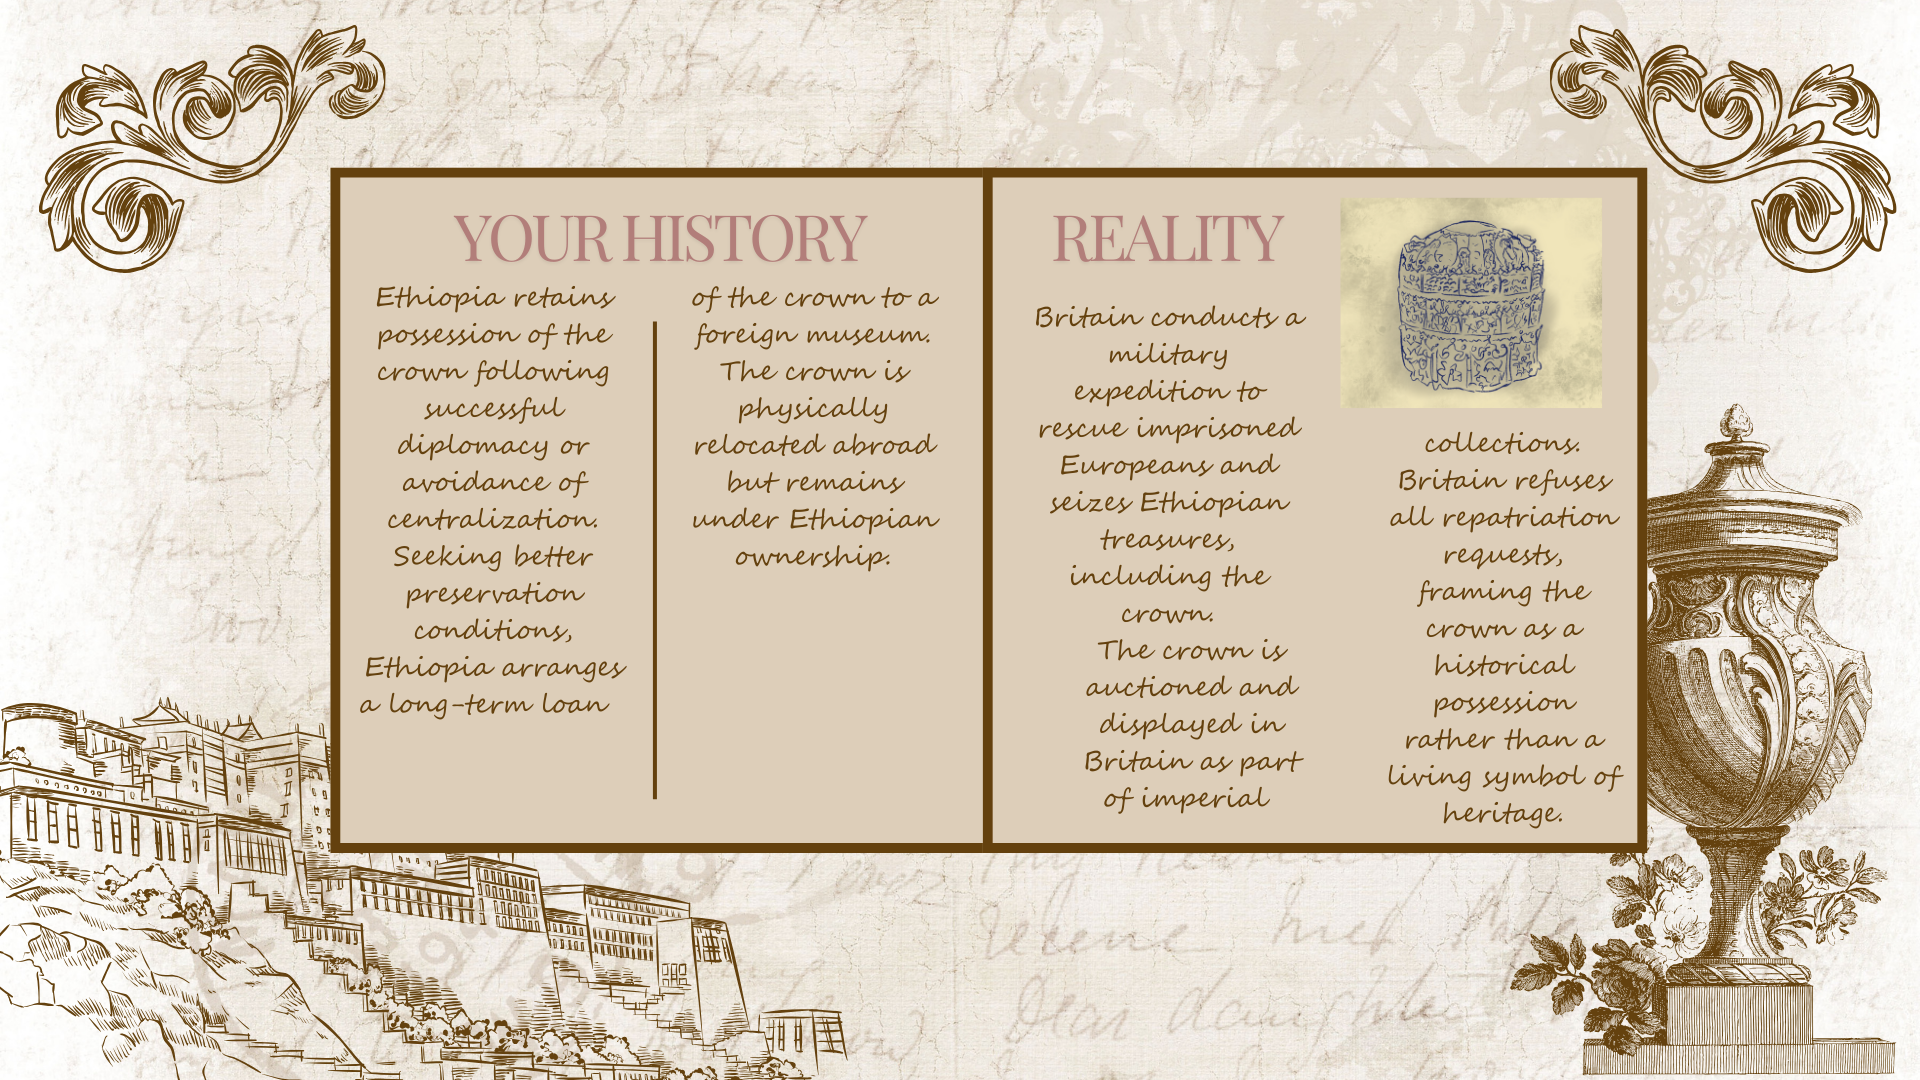 YOUR HISTORY
Ethiopia retains
possession of the
crown following
successful
diplomacy or
avoidance of
centralization.
Seeking better
preservation
conditions,
Ethiopia arranges
a long-term loan
of the crown to a
foreign museum.
The crown is
physically
relocated abroad
but remains
under Ethiopian
ownership.
REALITY
Britain conducts a
military
expedition to
rescue imprisoned
Europeans and
seizes Ethiopian
treasures,
including the
crown.
The crown is
auctioned and
displayed in
Britain as part
of imperial
collections.
Britain refuses
all repatriation
requests,
framing the
crown as a
historical
possession
rather than a
living symbol of
heritage.
Dear daughter